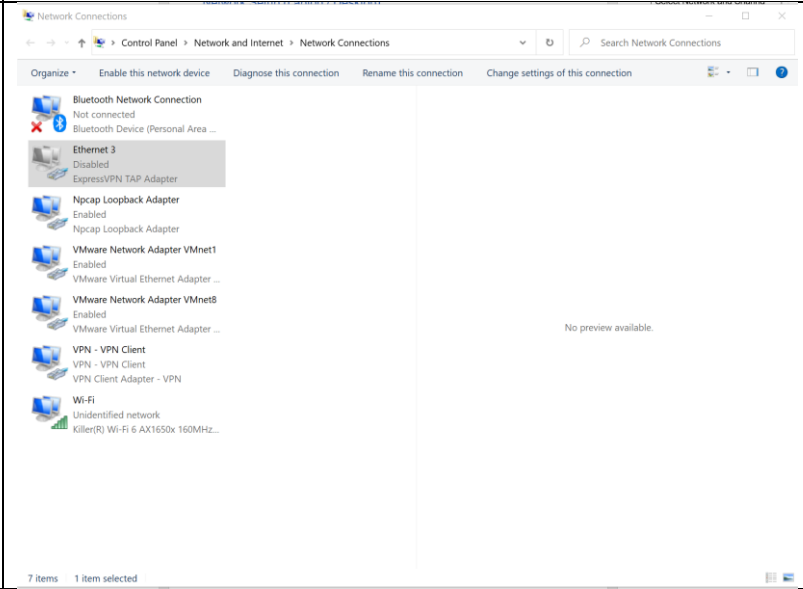 Network Connections
Control Panel > Network and Internet > Network Connections
Search Network Connections
Organize Enable this network device Diagnose this connection Rename this connection Change settings of this connection
Bluetooth Network Connection
Not connected
Bluetooth Device (Personal Area ...
Ethernet 3
Disabled
ExpressVPN TAP Adapter
Npcap Loopback Adapter
Enabled
Npcap Loopback Adapter
VMware Network Adapter VMnet1
Enabled
VMware Virtual Ethernet Adapter ...
VMware Network Adapter VMnet8
Enabled
VMware Virtual Ethernet Adapter ...
VPN - VPN Client
VPN - VPN Client
VPN Client Adapter - VPN
Wi-Fi
Unidentified network
Killer(R) Wi-Fi 6 AX1650x 160MHz...
No preview available.
7 items 1 item selected